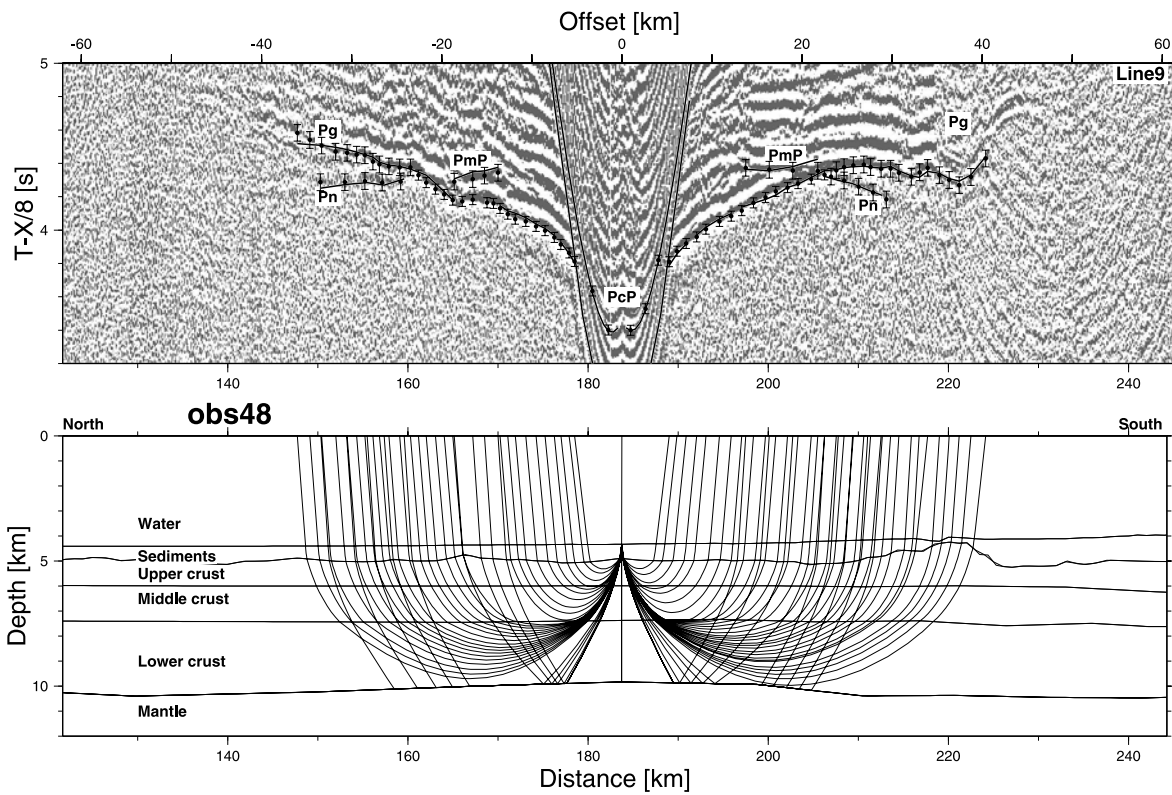 Offset [km]
-60 -40 -20 0 20 40 60
Line9
5
4
T-X/8 [s]
Pg
Pn
PmP
PcP
PmP
Pn
Pg
140 160 180 200 220 240
obs48
North
South
0
5
10
Depth [km]
Water
Sediments
Upper crust
Middle crust
Lower crust
Mantle
140 160 180 200 220 240
Distance [km]